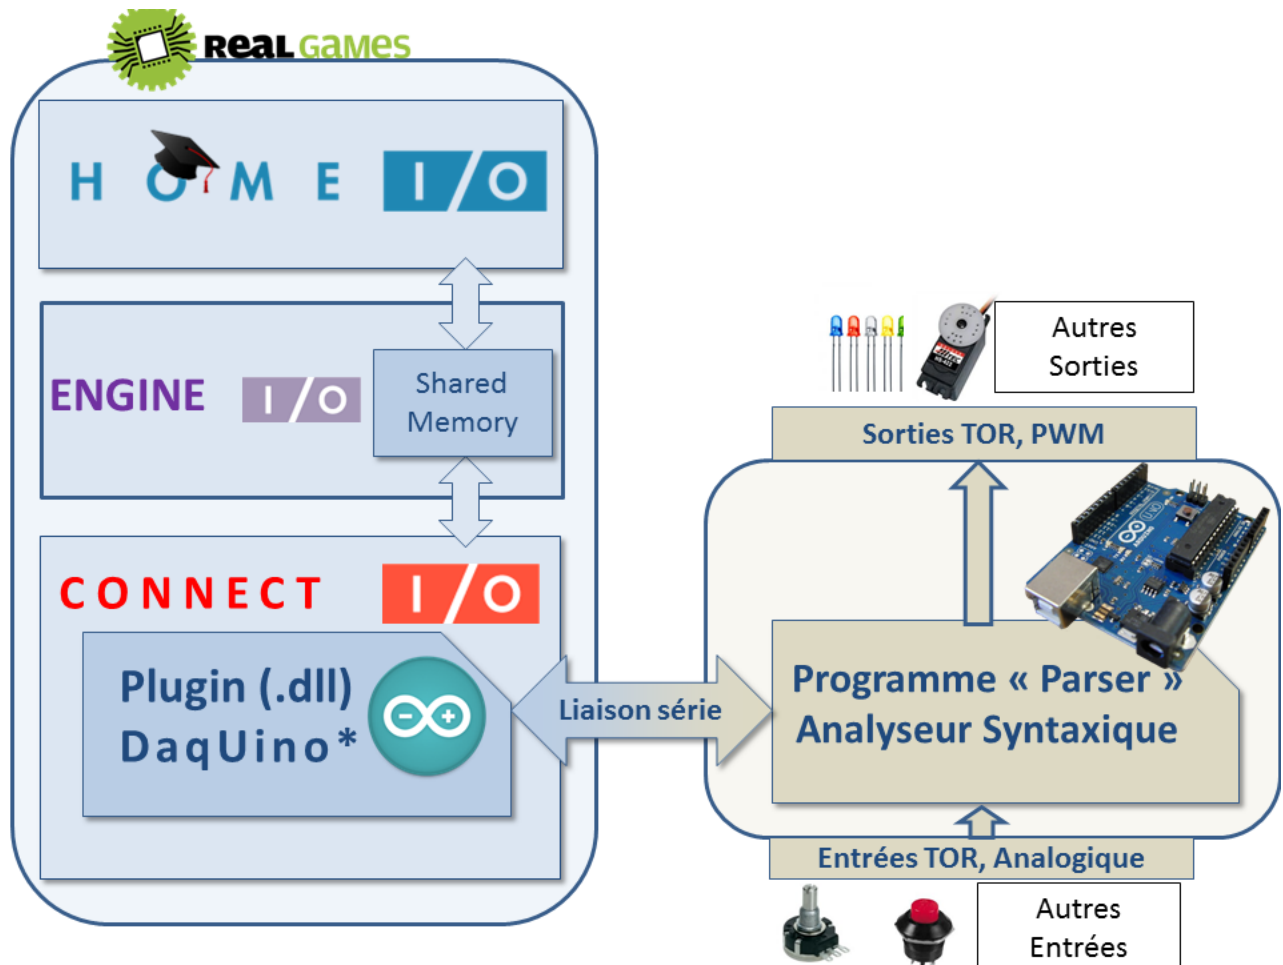 REAL GAMES
HOME I/O
ENGINE I/O
Shared
Memory
CONNECT I/O
Plugin (.dll)
DaqUino*
Liaison série
Autres
Sorties
Sorties TOR, PWM
Programme « Parser »
Analyseur Syntaxique
Entrées TOR, Analogique
Autres
Entrées